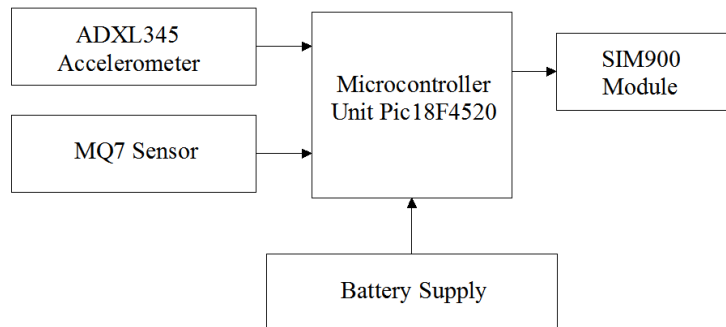 ADXL345
Accelerometer
MQ7 Sensor
Microcontroller
Unit Pic18F4520
SIM900
Module
Battery Supply